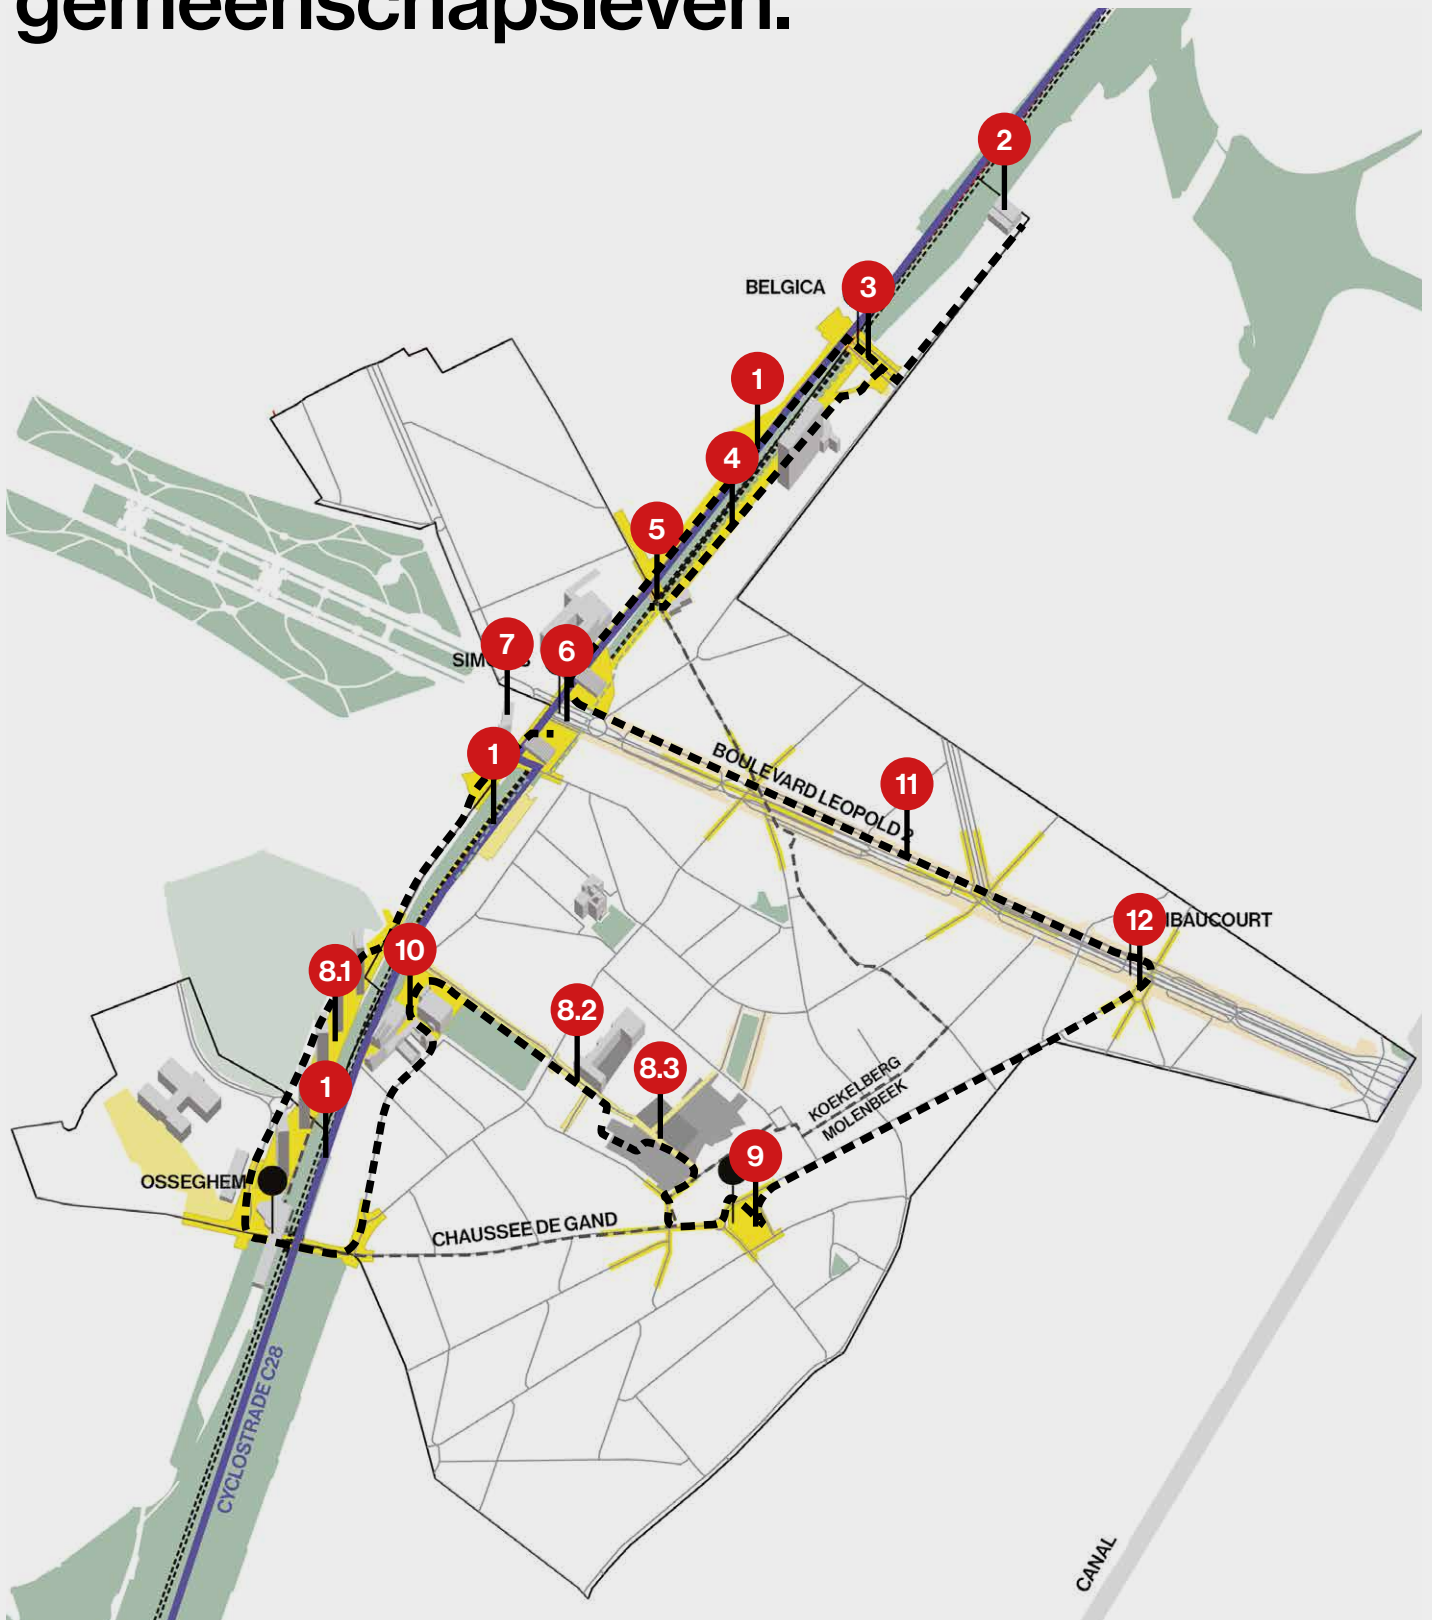 gemeenschapsleven.
2
BELGICA
3
1
4
5
7
6
1
BOULEVARD LEOPOLD 2
11
12
10
8.1
8.2
8.3
1
KOEKELBERG
MOLENBEEK
9
OSSEGHEM
CHAUSSEE DE GAND
CYCLOSTRADE C28
CANAL